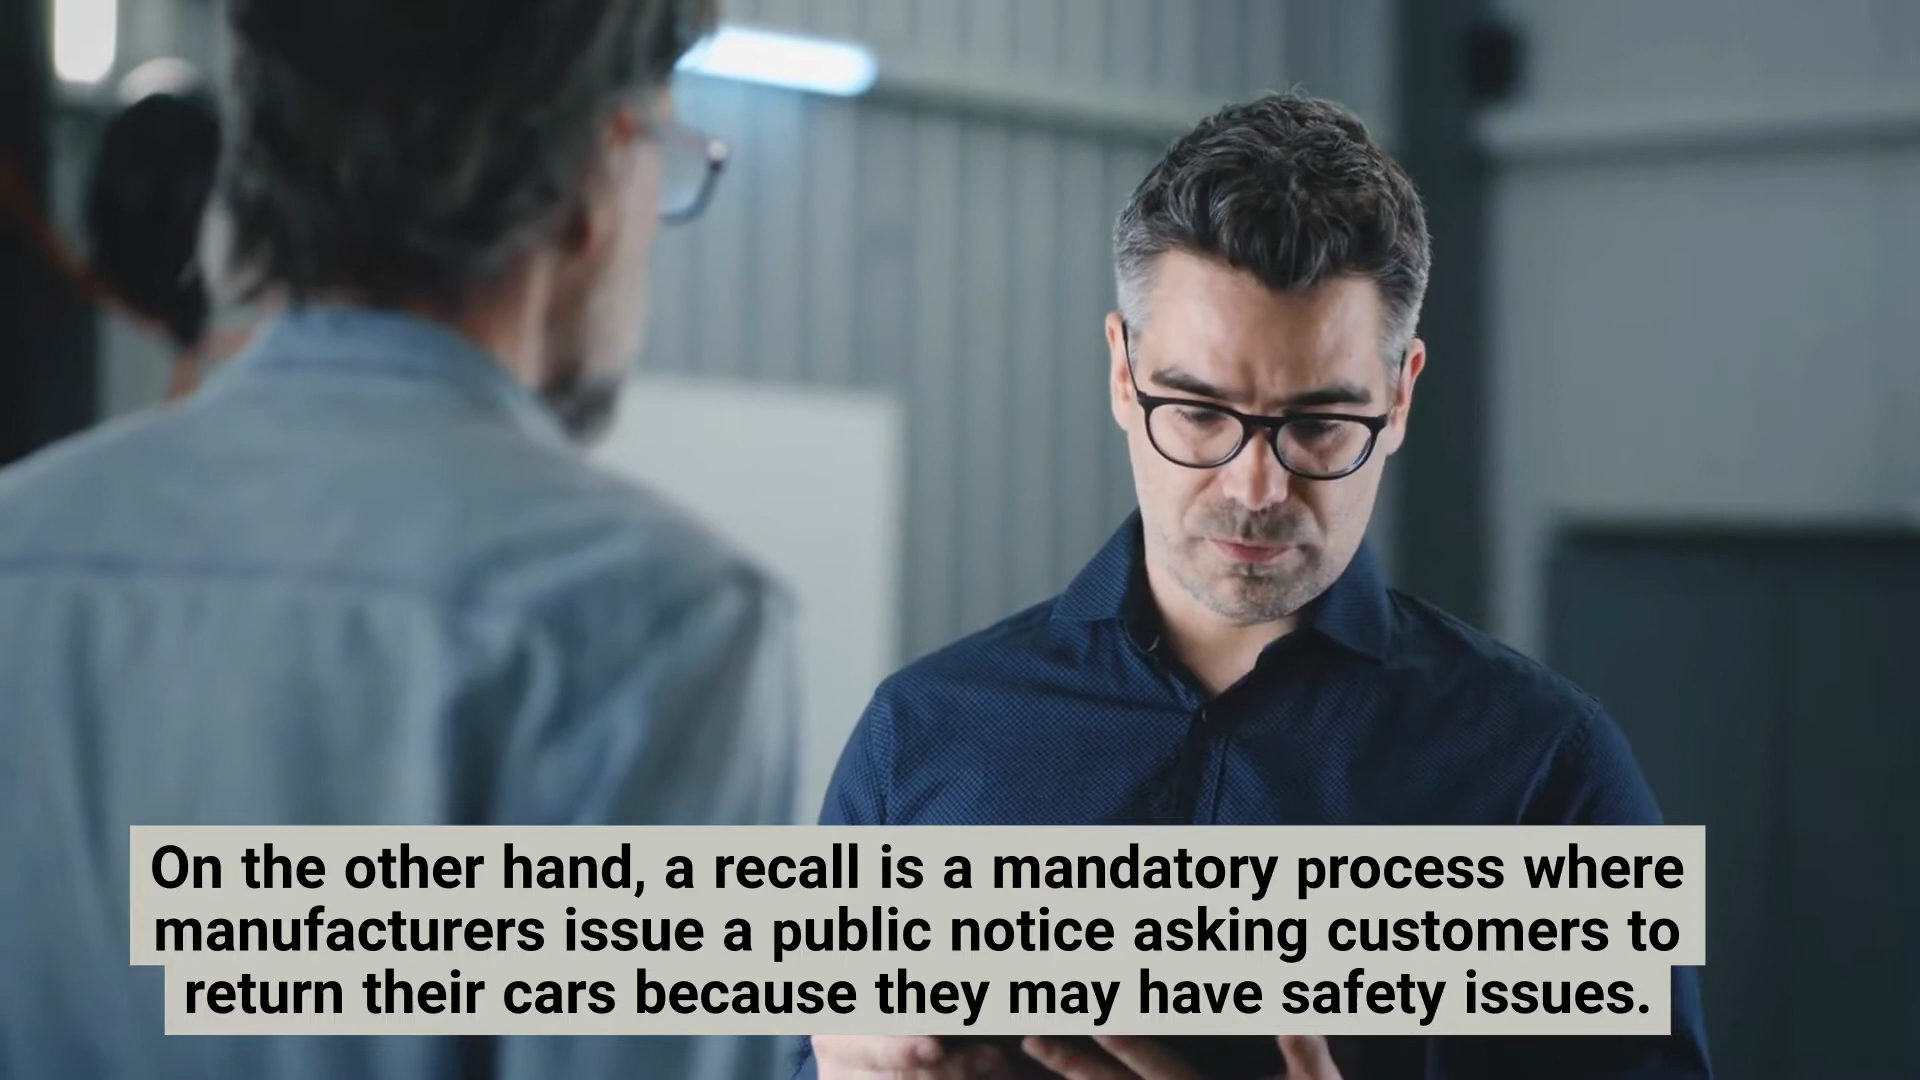 On the other hand, a recall is a mandatory process where
manufacturers issue a public notice asking customers to
return their cars because they may have safety issues.